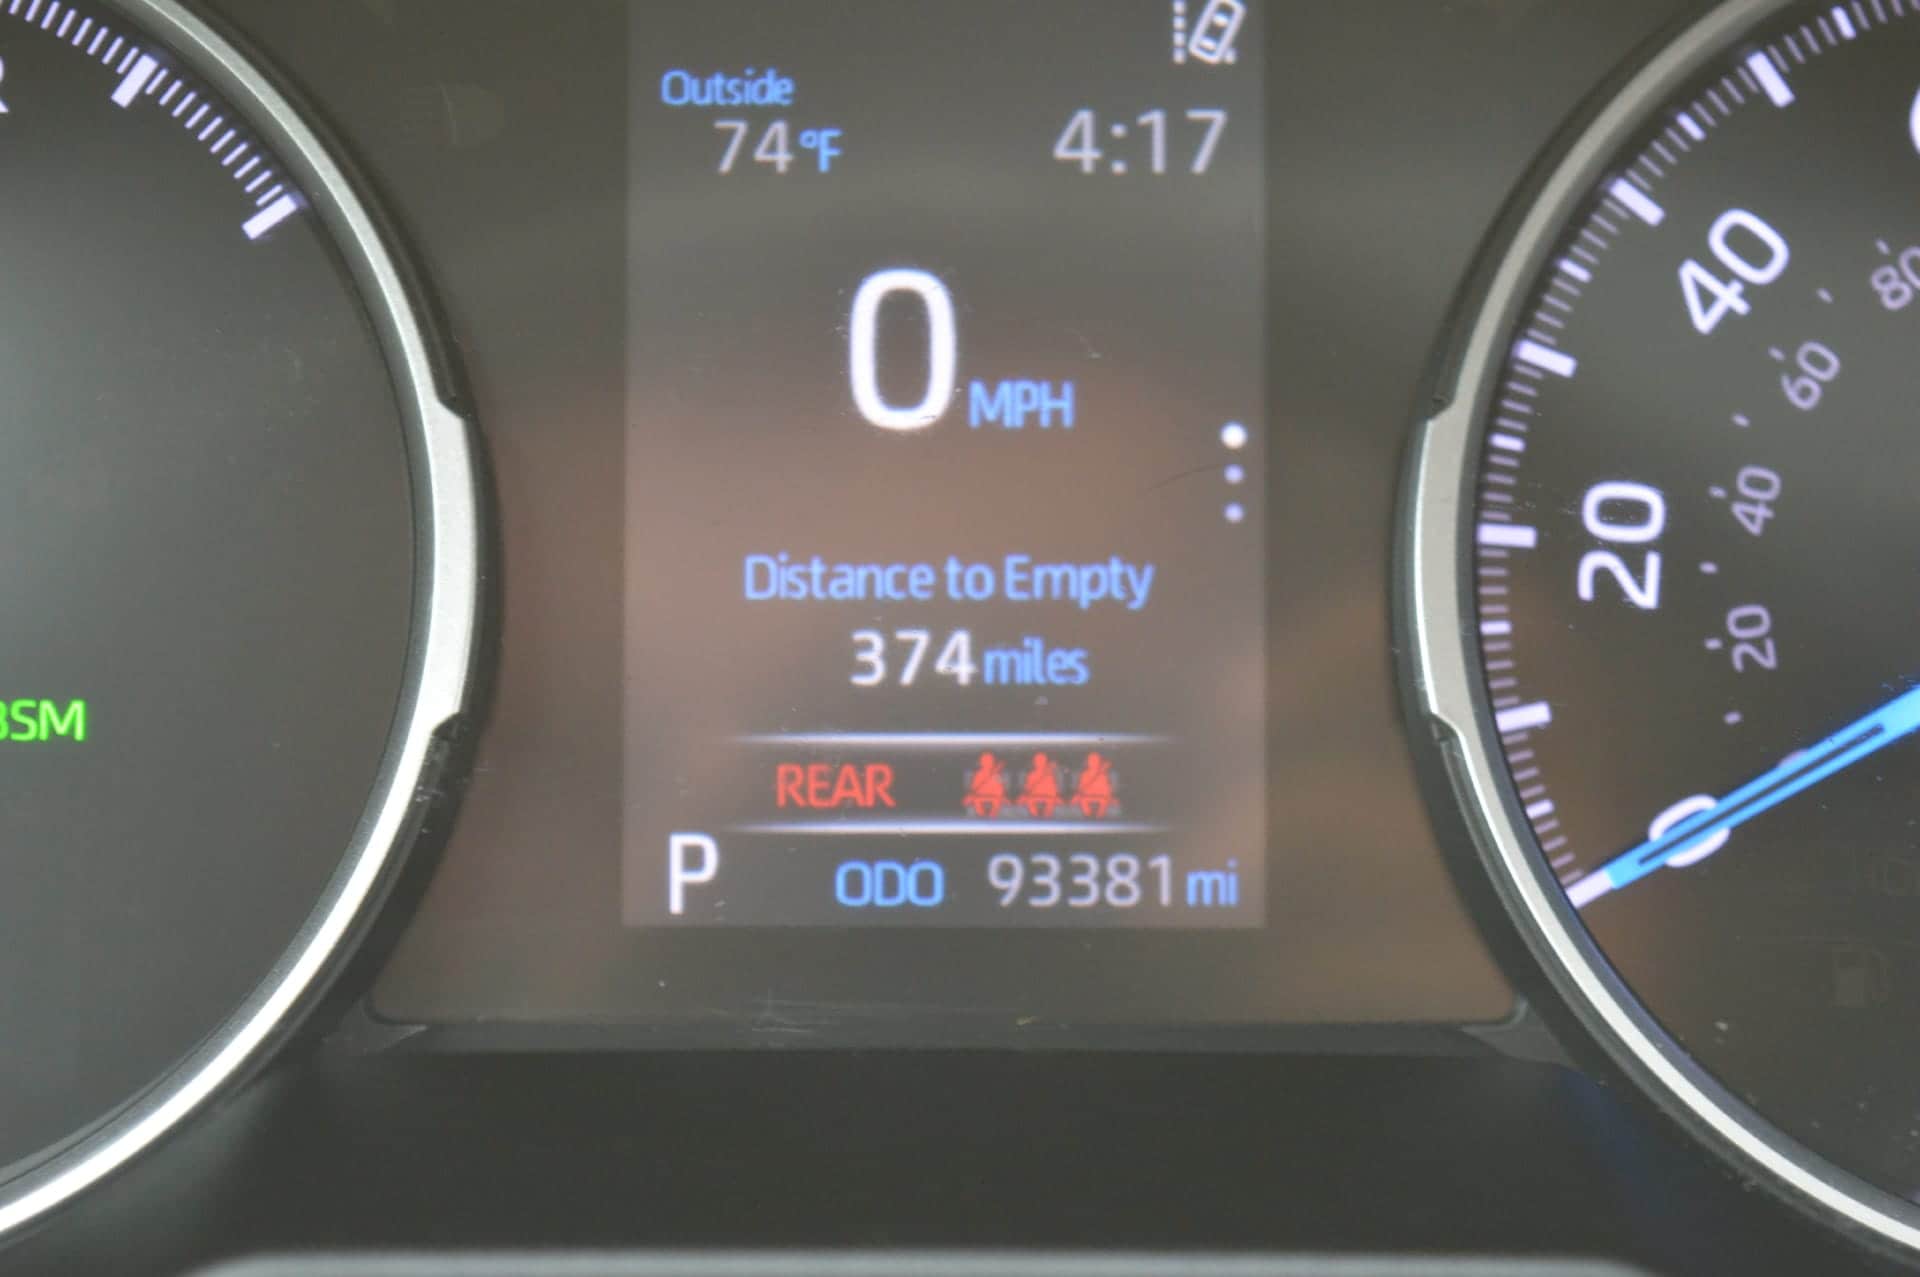 Outside
74°F 4:17
0 MPH
Distance to Empty
374 miles
REAR
P ODO 93381 mi
BSM
0
20
40
20
40
60
80